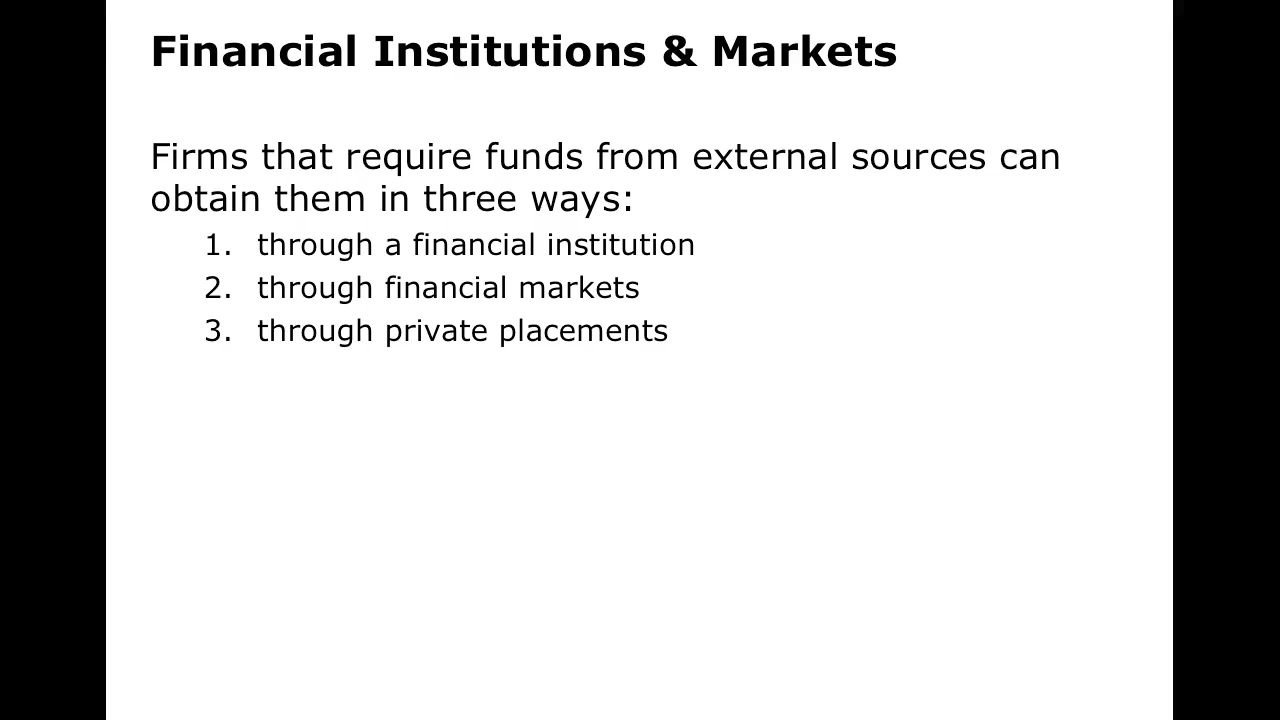 Financial Institutions & Markets
Firms that require funds from external sources can
obtain them in three ways:
1. through a financial institution
2. through financial markets
3. through private placements